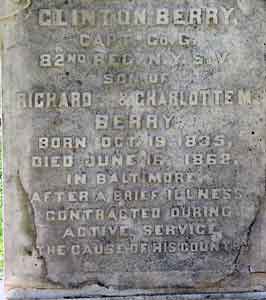 CLINTON BERRY,
CAPT. CO. G.
82ND REG. N.Y.S.V.
SON OF
RICHARD & CHARLOTTE M.
BERRY.
BORN OCT. 19. 1835,
DIED JUNE 16, 1862,
IN BALTIMORE,
AFTER A BRIEF ILLNESS
CONTRACTED DURING
ACTIVE SERVICE,
THE CAUSE OF HIS COUNTRY